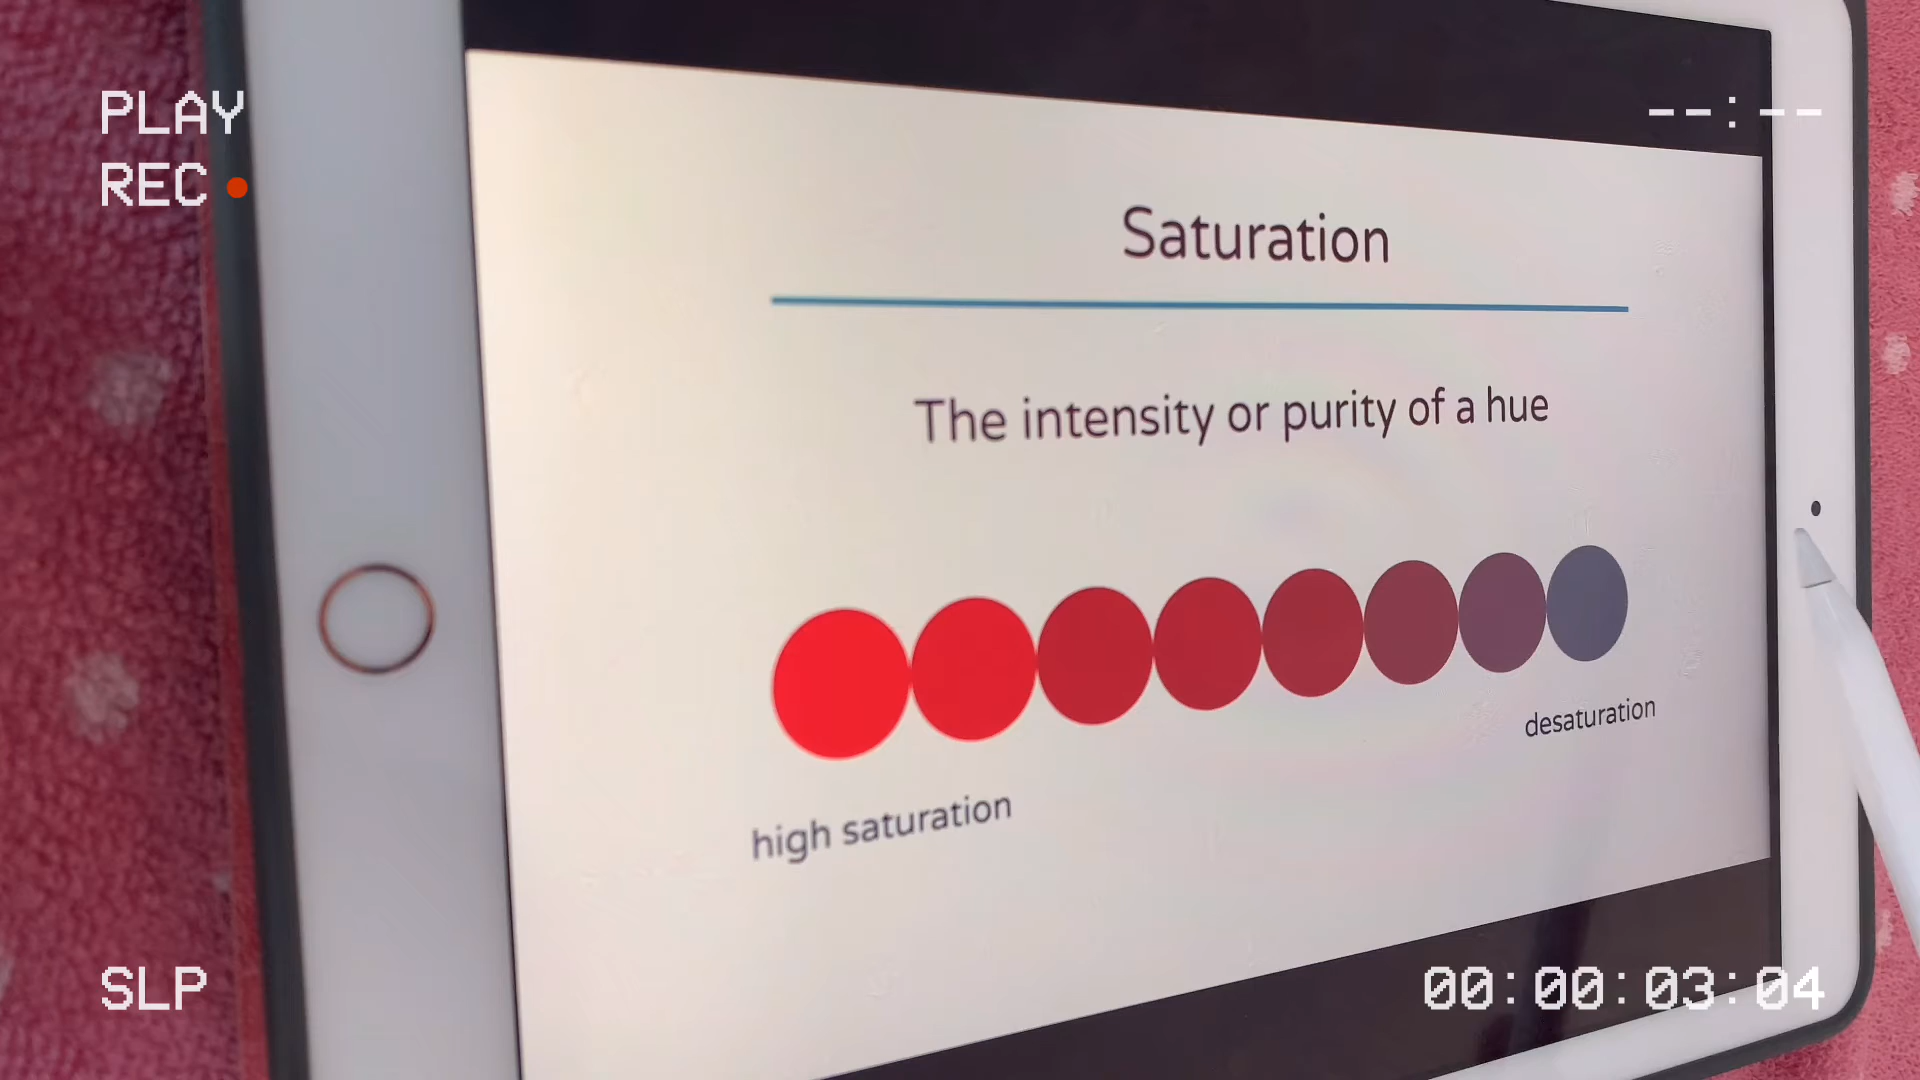 PLAY
REC
--:--
Saturation
The intensity or purity of a hue
desaturation
high saturation
SLP
00:00:03:04